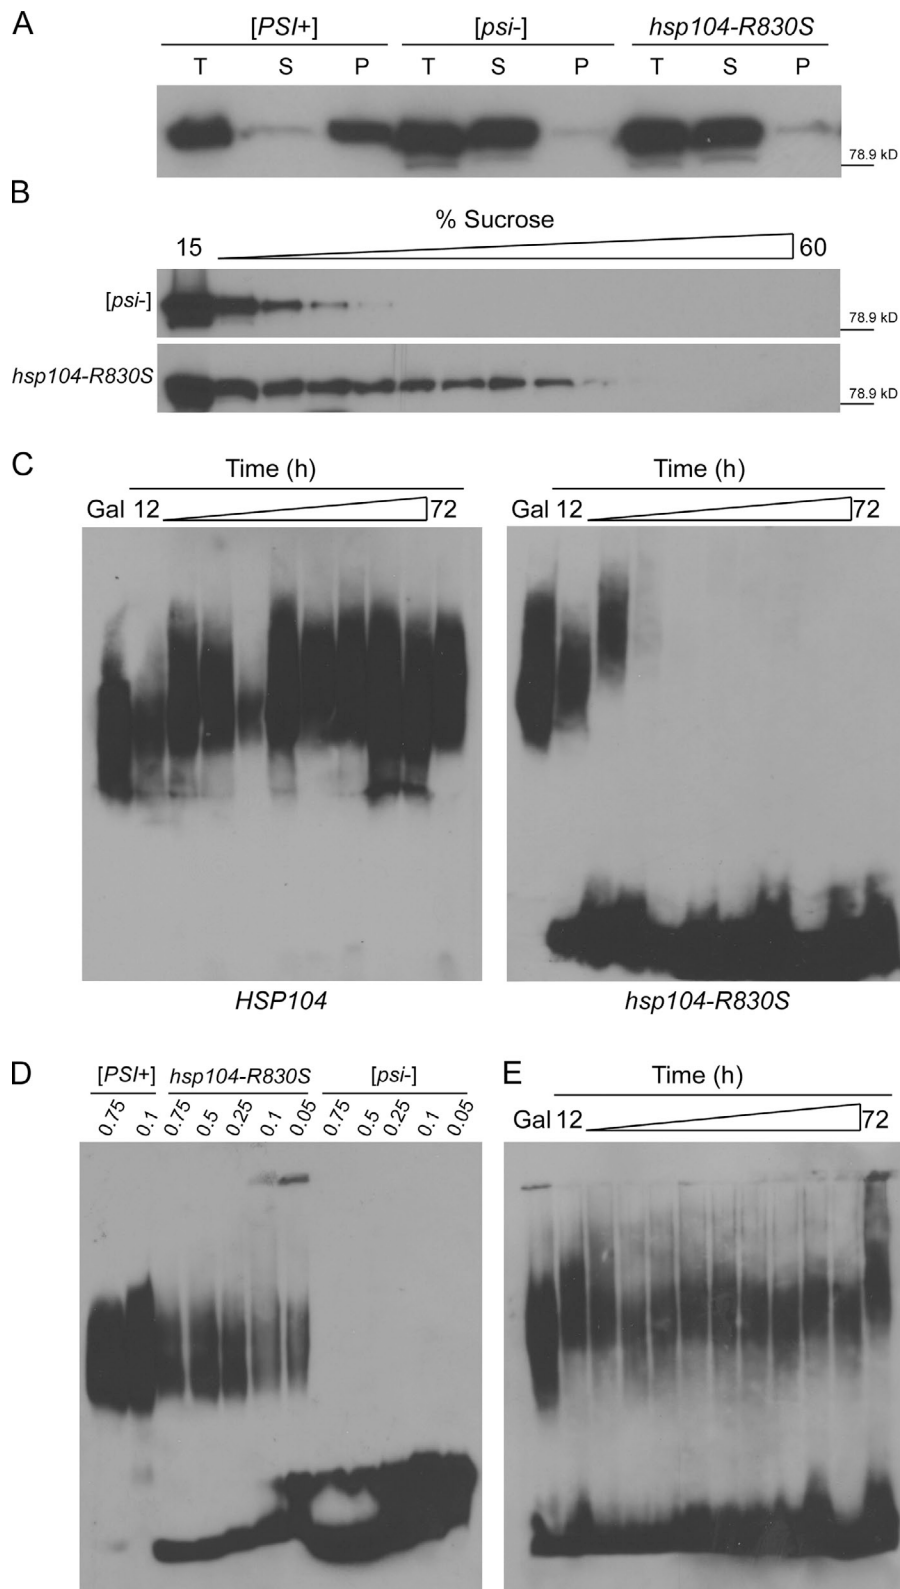 A
[PSI+] [psi-] hsp104-R830S
T S P T S P T S P
78.9 kD
B
% Sucrose
15 60
[psi-]
78.9 kD
hsp104-R830S
78.9 kD
C
Time (h) Time (h)
Gal 12 72 Gal 12 72
HSP104 hsp104-R830S
D
[PSI+] hsp104-R830S [psi-]
0.75 0.1 0.75 0.5 0.25 0.1 0.05 0.75 0.5 0.25 0.1 0.05
E
Time (h)
Gal 12 72